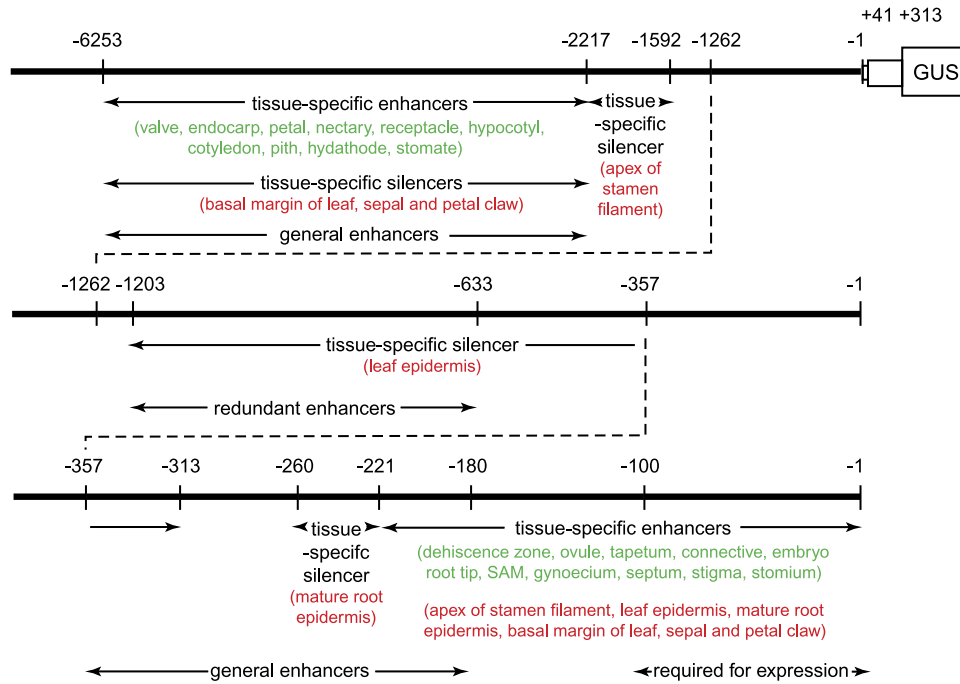 +41 +313
-6253 -2217 -1592 -1262 -1
GUS
tissue-specific enhancers
(valve, endocarp, petal, nectary, receptacle, hypocotyl,
cotyledon, pith, hydathode, stomate)
tissue
-specific
silencer
(apex of
stamen
filament)
tissue-specific silencers
(basal margin of leaf, sepal and petal claw)
general enhancers
-1262 -1203 -633 -357 -1
tissue-specific silencer
(leaf epidermis)
redundant enhancers
-357 -313 -260 -221 -180 -100 -1
tissue
-specifc
silencer
(mature root
epidermis)
tissue-specific enhancers
(dehiscence zone, ovule, tapetum, connective, embryo
root tip, SAM, gynoecium, septum, stigma, stomium)
(apex of stamen filament, leaf epidermis, mature root
epidermis, basal margin of leaf, sepal and petal claw)
general enhancers
required for expression